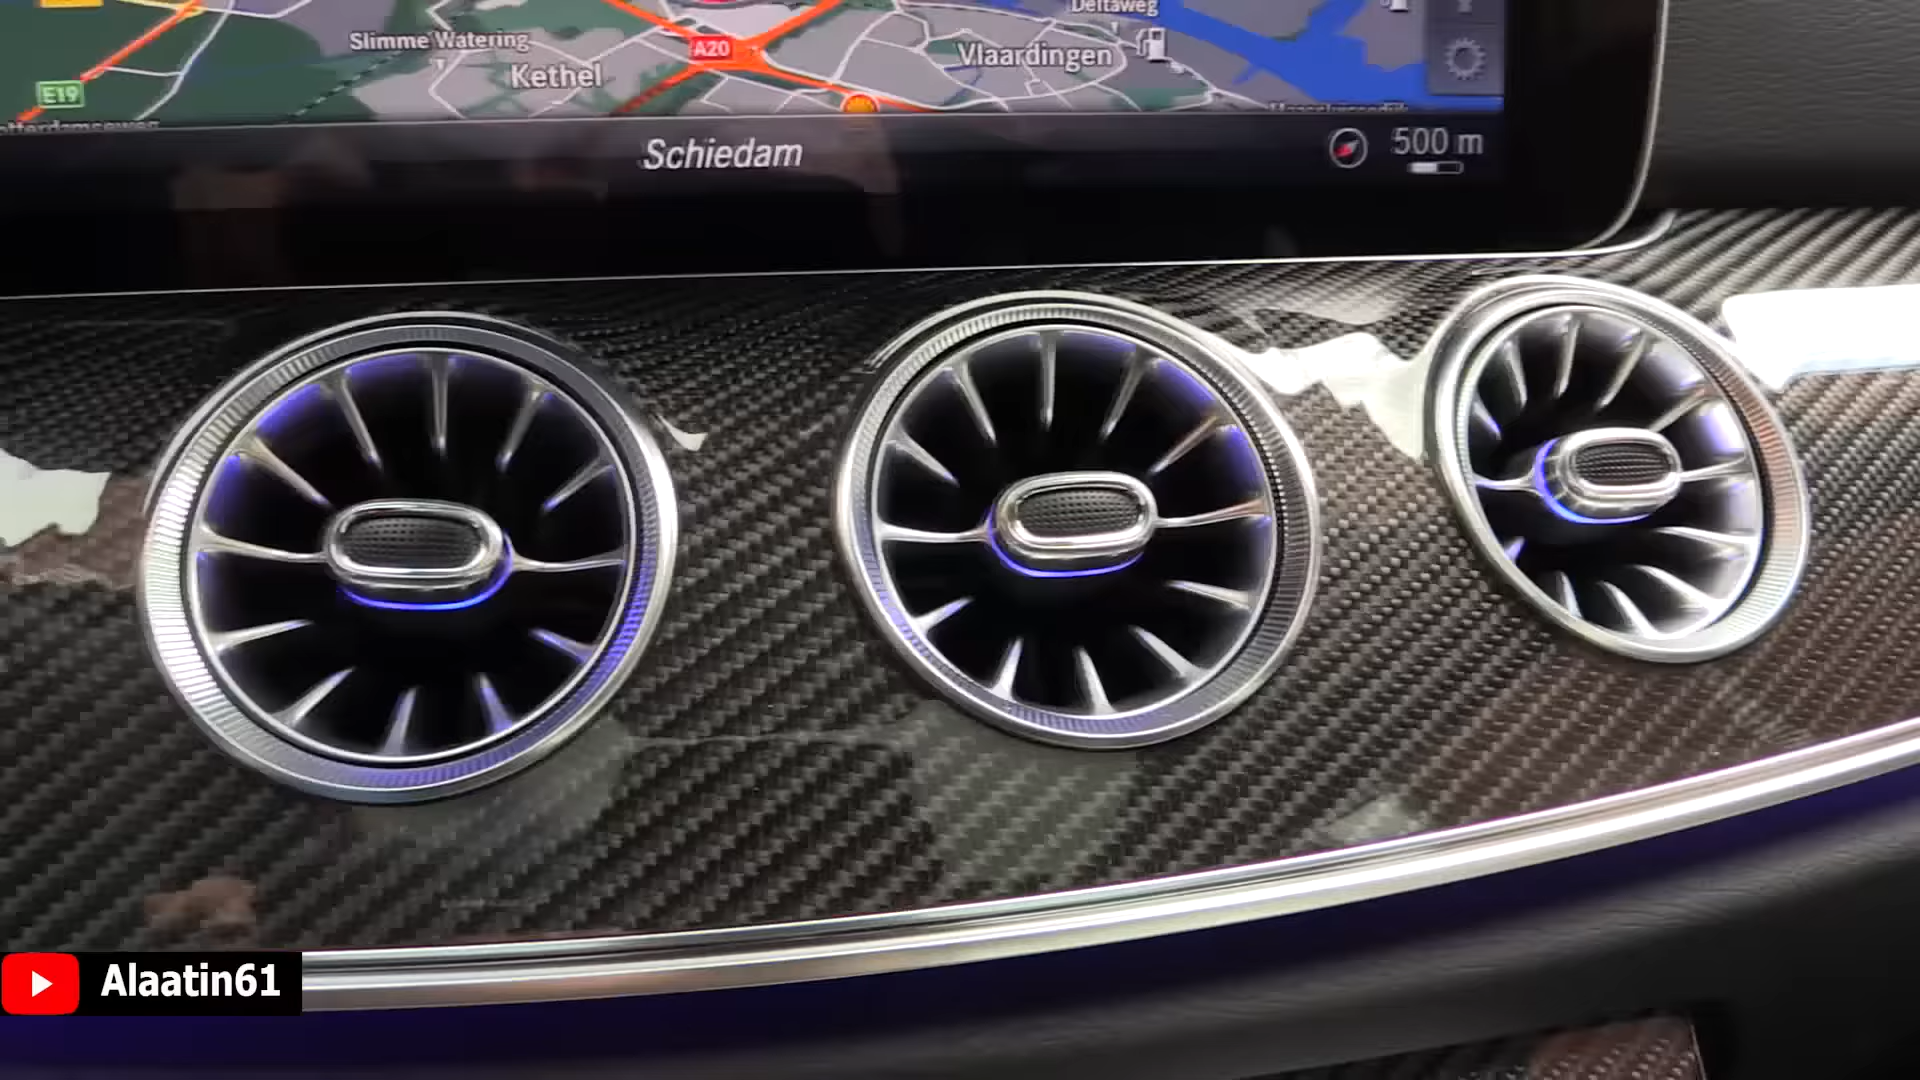 Deltaweg
Slimme Watering
A20
Vlaardingen
Kethel
E19
Schiedam
500 m
Alaatin61